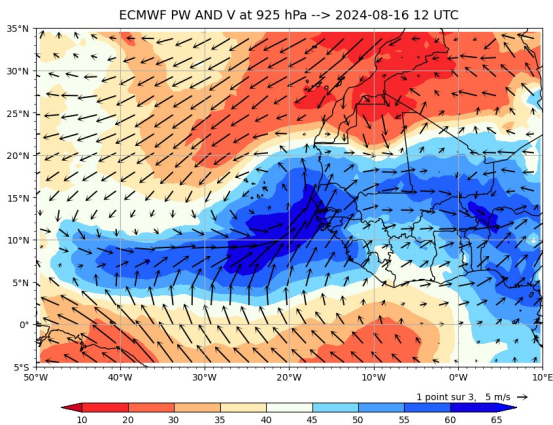 ECMWF PW AND V at 925 hPa --> 2024-08-16 12 UTC
35°N
30°N
25°N
20°N
15°N
10°N
5°N
0°
5°S
50°W 40°W 30°W 20°W 10°W 0°W 10°E
1 point sur 3, 5 m/s
10 20 30 35 40 45 50 55 60 65